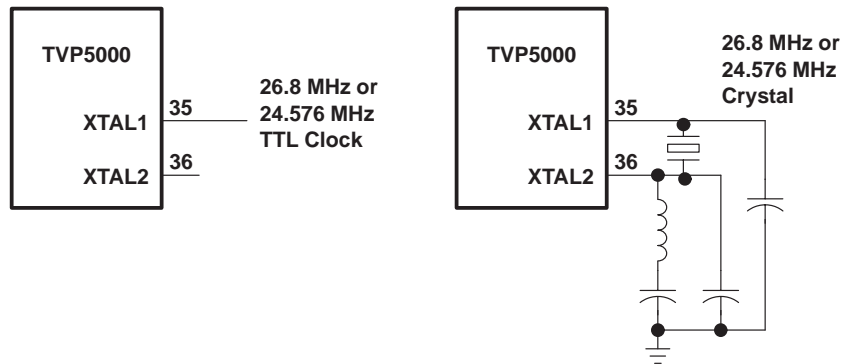 TVP5000
XTAL1
35
XTAL2
36
26.8 MHz or
24.576 MHz
TTL Clock
TVP5000
XTAL1
35
XTAL2
36
26.8 MHz or
24.576 MHz
Crystal